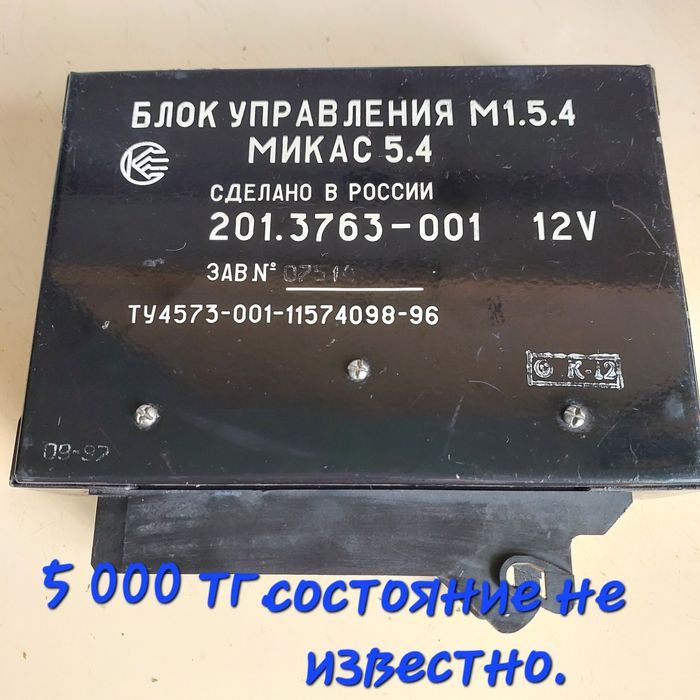 БЛОК УПРАВЛЕНИЯ М1.5.4
МИКАС 5.4
СДЕЛАНО В РОССИИ
201.3763-001 12V
ЗАВ №
ТУ4573-001-11574098-96
К-12
09-97
5 000 тг.состояние не
известно.